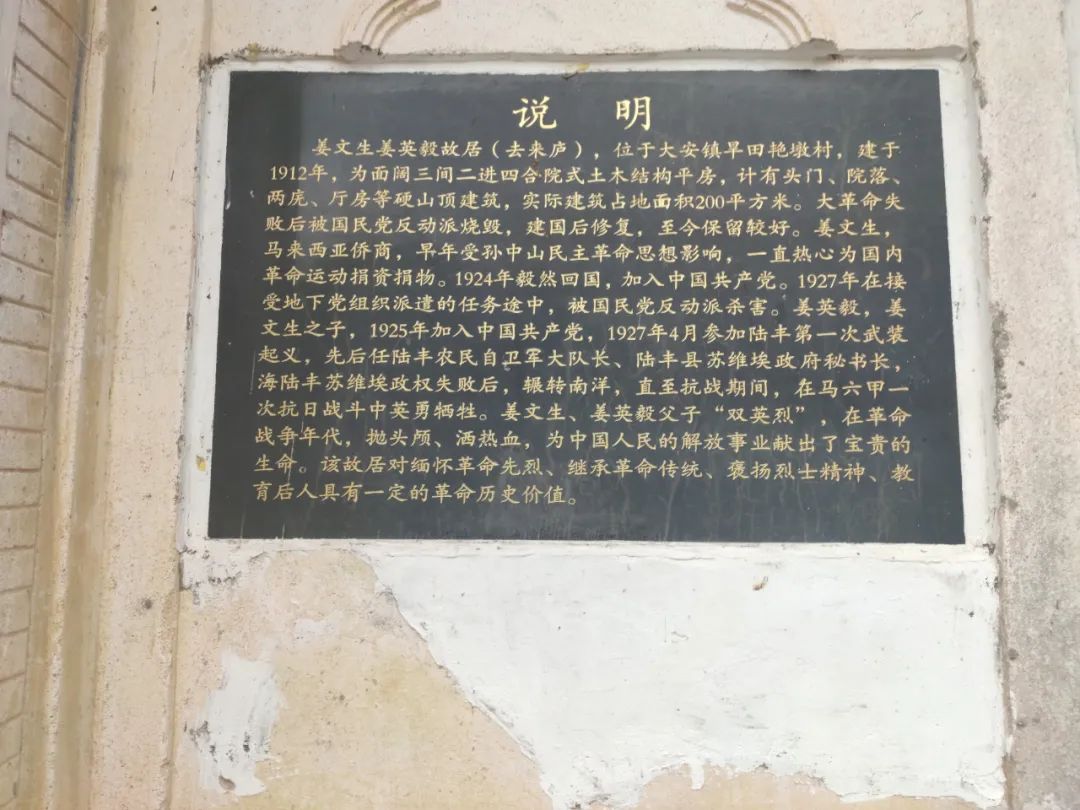 说 明
姜文生姜英毅故居（去来庐），位于大安镇旱田艳墩村，建于
1912年，为面阔三间二进四合院式土木结构平房，计有头门、院落、
两庑、厅房等硬山顶建筑，实际建筑占地面积200平方米。大革命失
败后被国民党反动派烧毁，建国后修复，至今保留较好。姜文生，
马来西亚侨商，早年受孙中山民主革命思想影响，一直热心为国内
革命运动捐资捐物。1924年毅然回国，加入中国共产党。1927年在接
受地下党组织派遣的任务途中，被国民党反动派杀害。姜英毅，姜
文生之子，1925年加入中国共产党，1927年4月参加陆丰第一次武装
起义，先后任陆丰农民自卫军大队长、陆丰县苏维埃政府秘书长，
海陆丰苏维埃政权失败后，辗转南洋，直至抗战期间，在马六甲一
次抗日战斗中英勇牺牲。姜文生、姜英毅父子“双英烈”，在革命
战争年代，抛头颅、洒热血，为中国人民的解放事业献出了宝贵的
生命。该故居对缅怀革命先烈、继承革命传统、褒扬烈士精神、教
育后人具有一定的革命历史价值。